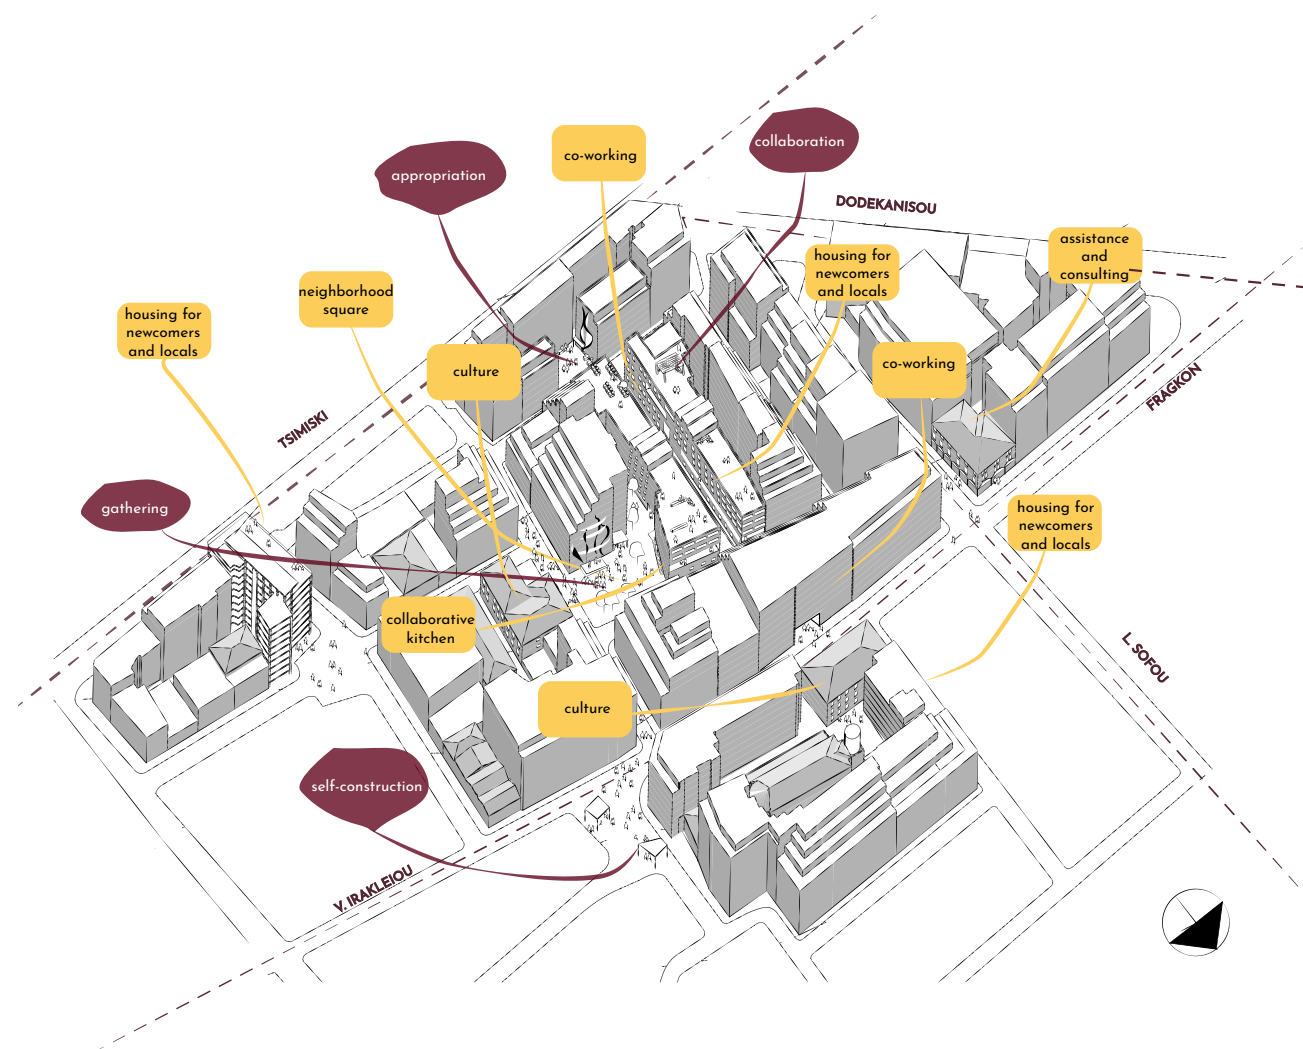 collaboration
co-working
appropriation
DODEKANISOU
assistance
and
consulting
housing for
newcomers
and locals
neighborhood
square
housing for
newcomers
and locals
culture
co-working
FRAGKON
TSIMISKI
gathering
housing for
newcomers
and locals
collaborative
kitchen
L. SOFOU
culture
self-construction
V. IRAKLEIOU